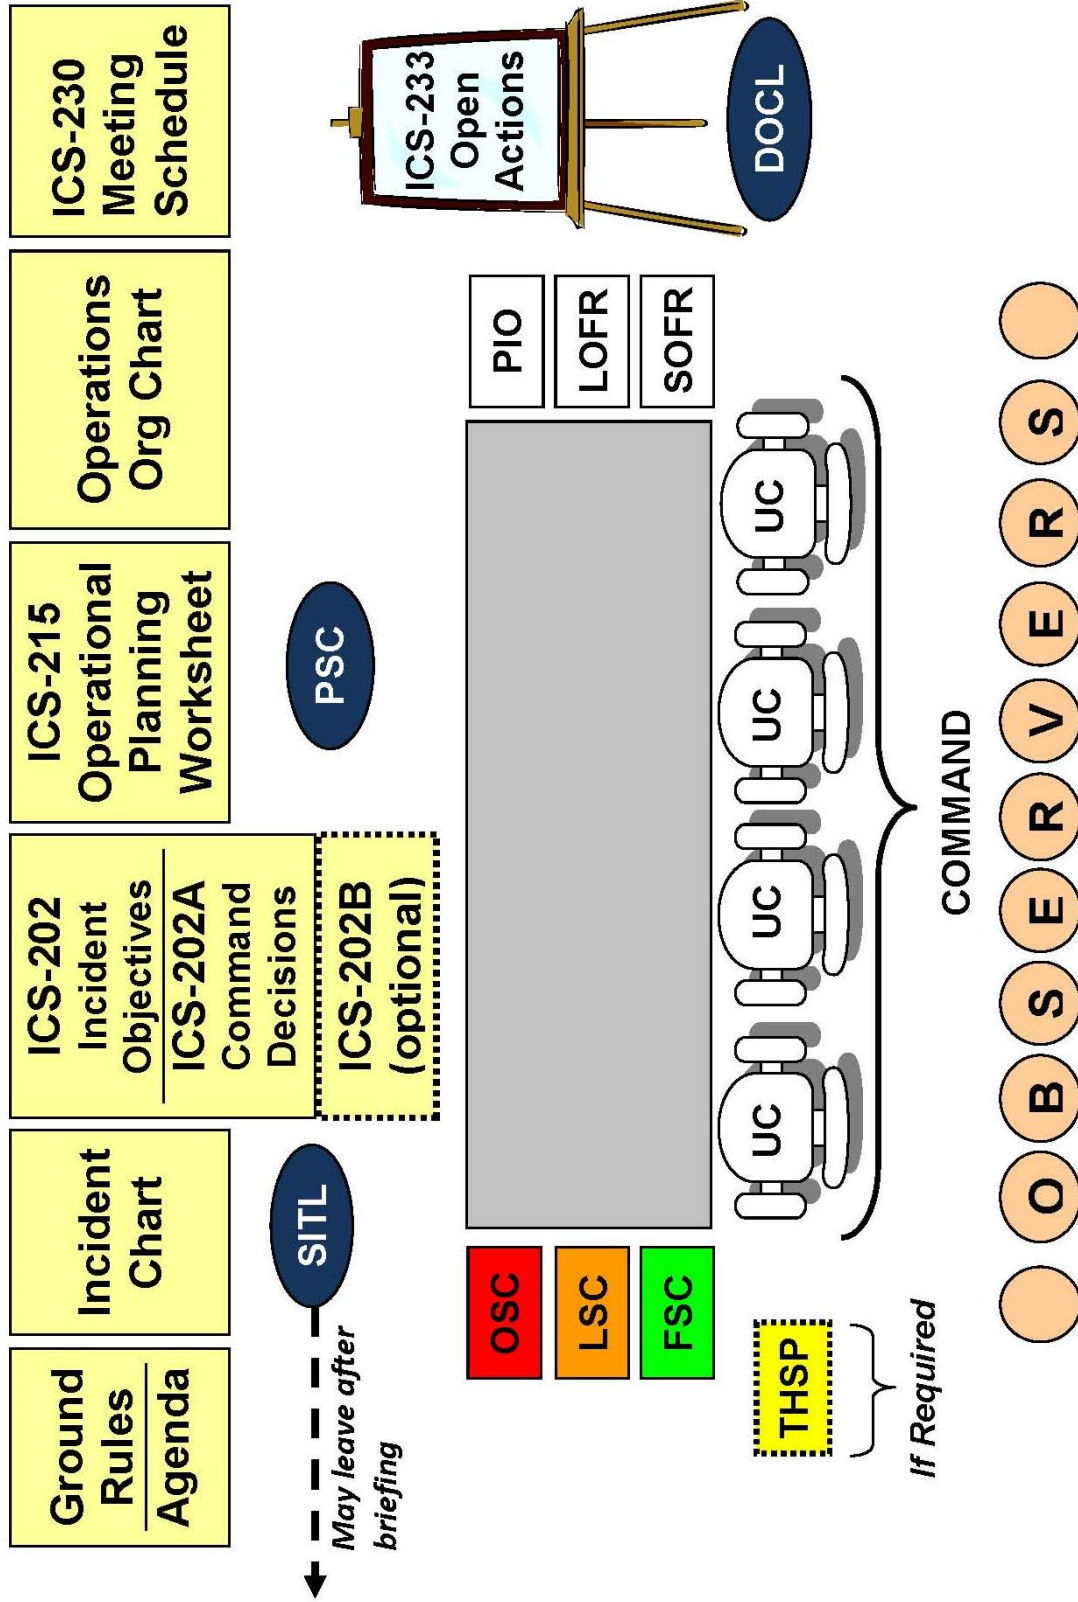 Ground
Rules
Agenda
Incident
Chart
ICS-202
Incident
Objectives
ICS-202A
Command
Decisions
ICS-202B
(optional)
ICS-215
Operational
Planning
Worksheet
Operations
Org Chart
ICS-230
Meeting
Schedule
SITL
May leave after
briefing
PSC
ICS-233
Open
Actions
DOCL
OSC
LSC
FSC
PIO
LOFR
SOFR
THSP
If Required
UC
UC
UC
UC
COMMAND
O B S E R V E R S